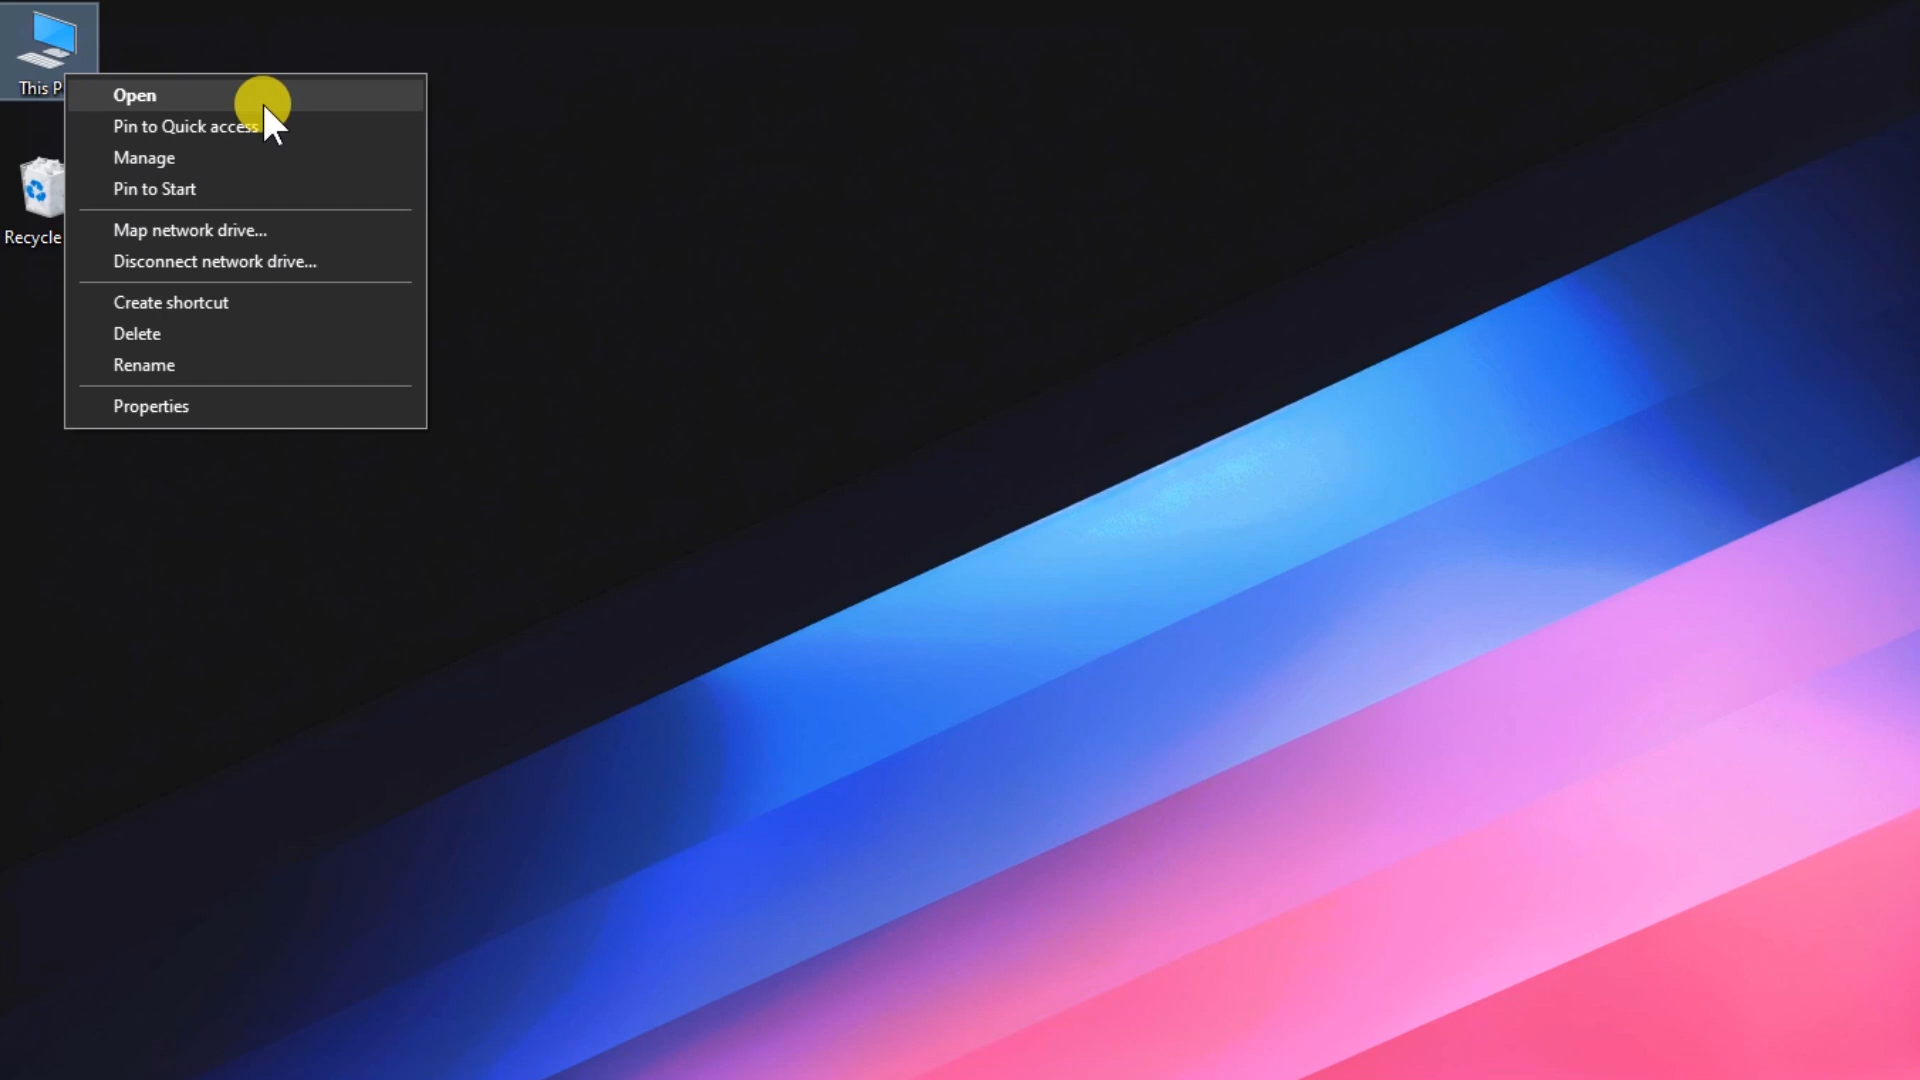 This P
Open
Pin to Quick access
Manage
Pin to Start
Recycle
Map network drive...
Disconnect network drive...
Create shortcut
Delete
Rename
Properties